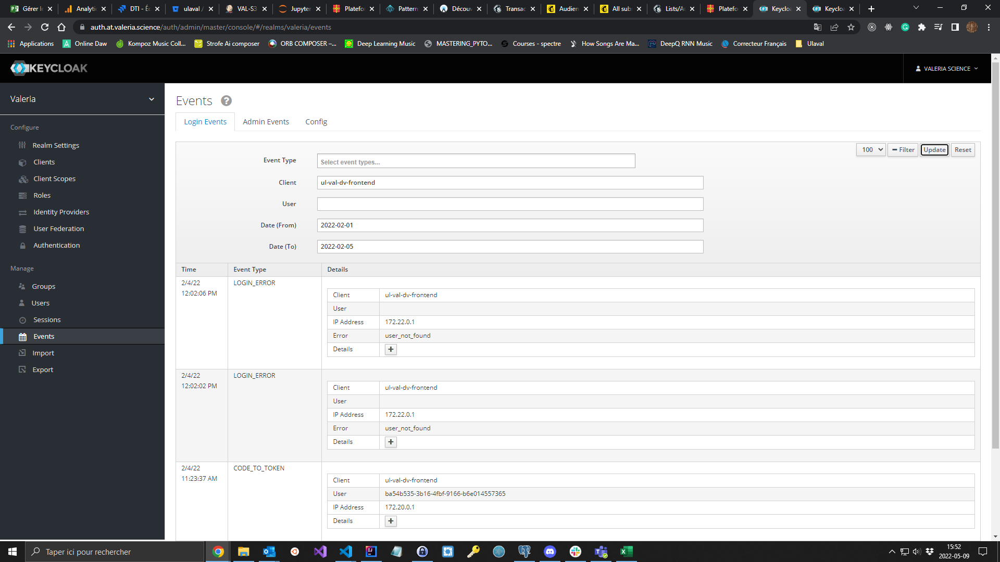 Gérer le
Analyti
DTI - Éc
ulaval /
VAL-S3
Jupyter
Platefo
Pattern
Découv
Transac
Audien
All subs
Lists/Au
Platefo
Keycloa
Keycloa
auth.at.valeria.science/auth/admin/master/console/#/realms/valeria/events
Applications
Online Daw
Kompoz Music Coll...
Strofe Ai composer
ORB COMPOSER –...
Deep Learning Music
MASTERING_PYTO...
Courses - spectre
How Songs Are Ma...
DeepQ RNN Music
Correcteur Français
Ulaval
KEYCLOAK
VALERIA SCIENCE
Valeria
Configure
Realm Settings
Clients
Client Scopes
Roles
Identity Providers
User Federation
Authentication
Manage
Groups
Users
Sessions
Events
Import
Export
Events
Login Events
Admin Events
Config
100
Filter
Update
Reset
Event Type
Select event types...
Client
ul-val-dv-frontend
User
Date (From)
2022-02-01
Date (To)
2022-02-05
Time
Event Type
Details
2/4/22
12:02:06 PM
LOGIN_ERROR
Client
ul-val-dv-frontend
User
IP Address
172.22.0.1
Error
user_not_found
Details
2/4/22
12:02:02 PM
LOGIN_ERROR
Client
ul-val-dv-frontend
User
IP Address
172.22.0.1
Error
user_not_found
Details
2/4/22
11:23:37 AM
CODE_TO_TOKEN
Client
ul-val-dv-frontend
User
ba54b535-3b16-4fbf-9166-b6e014557365
IP Address
172.20.0.1
Details
Taper ici pour rechercher
15:52
2022-05-09